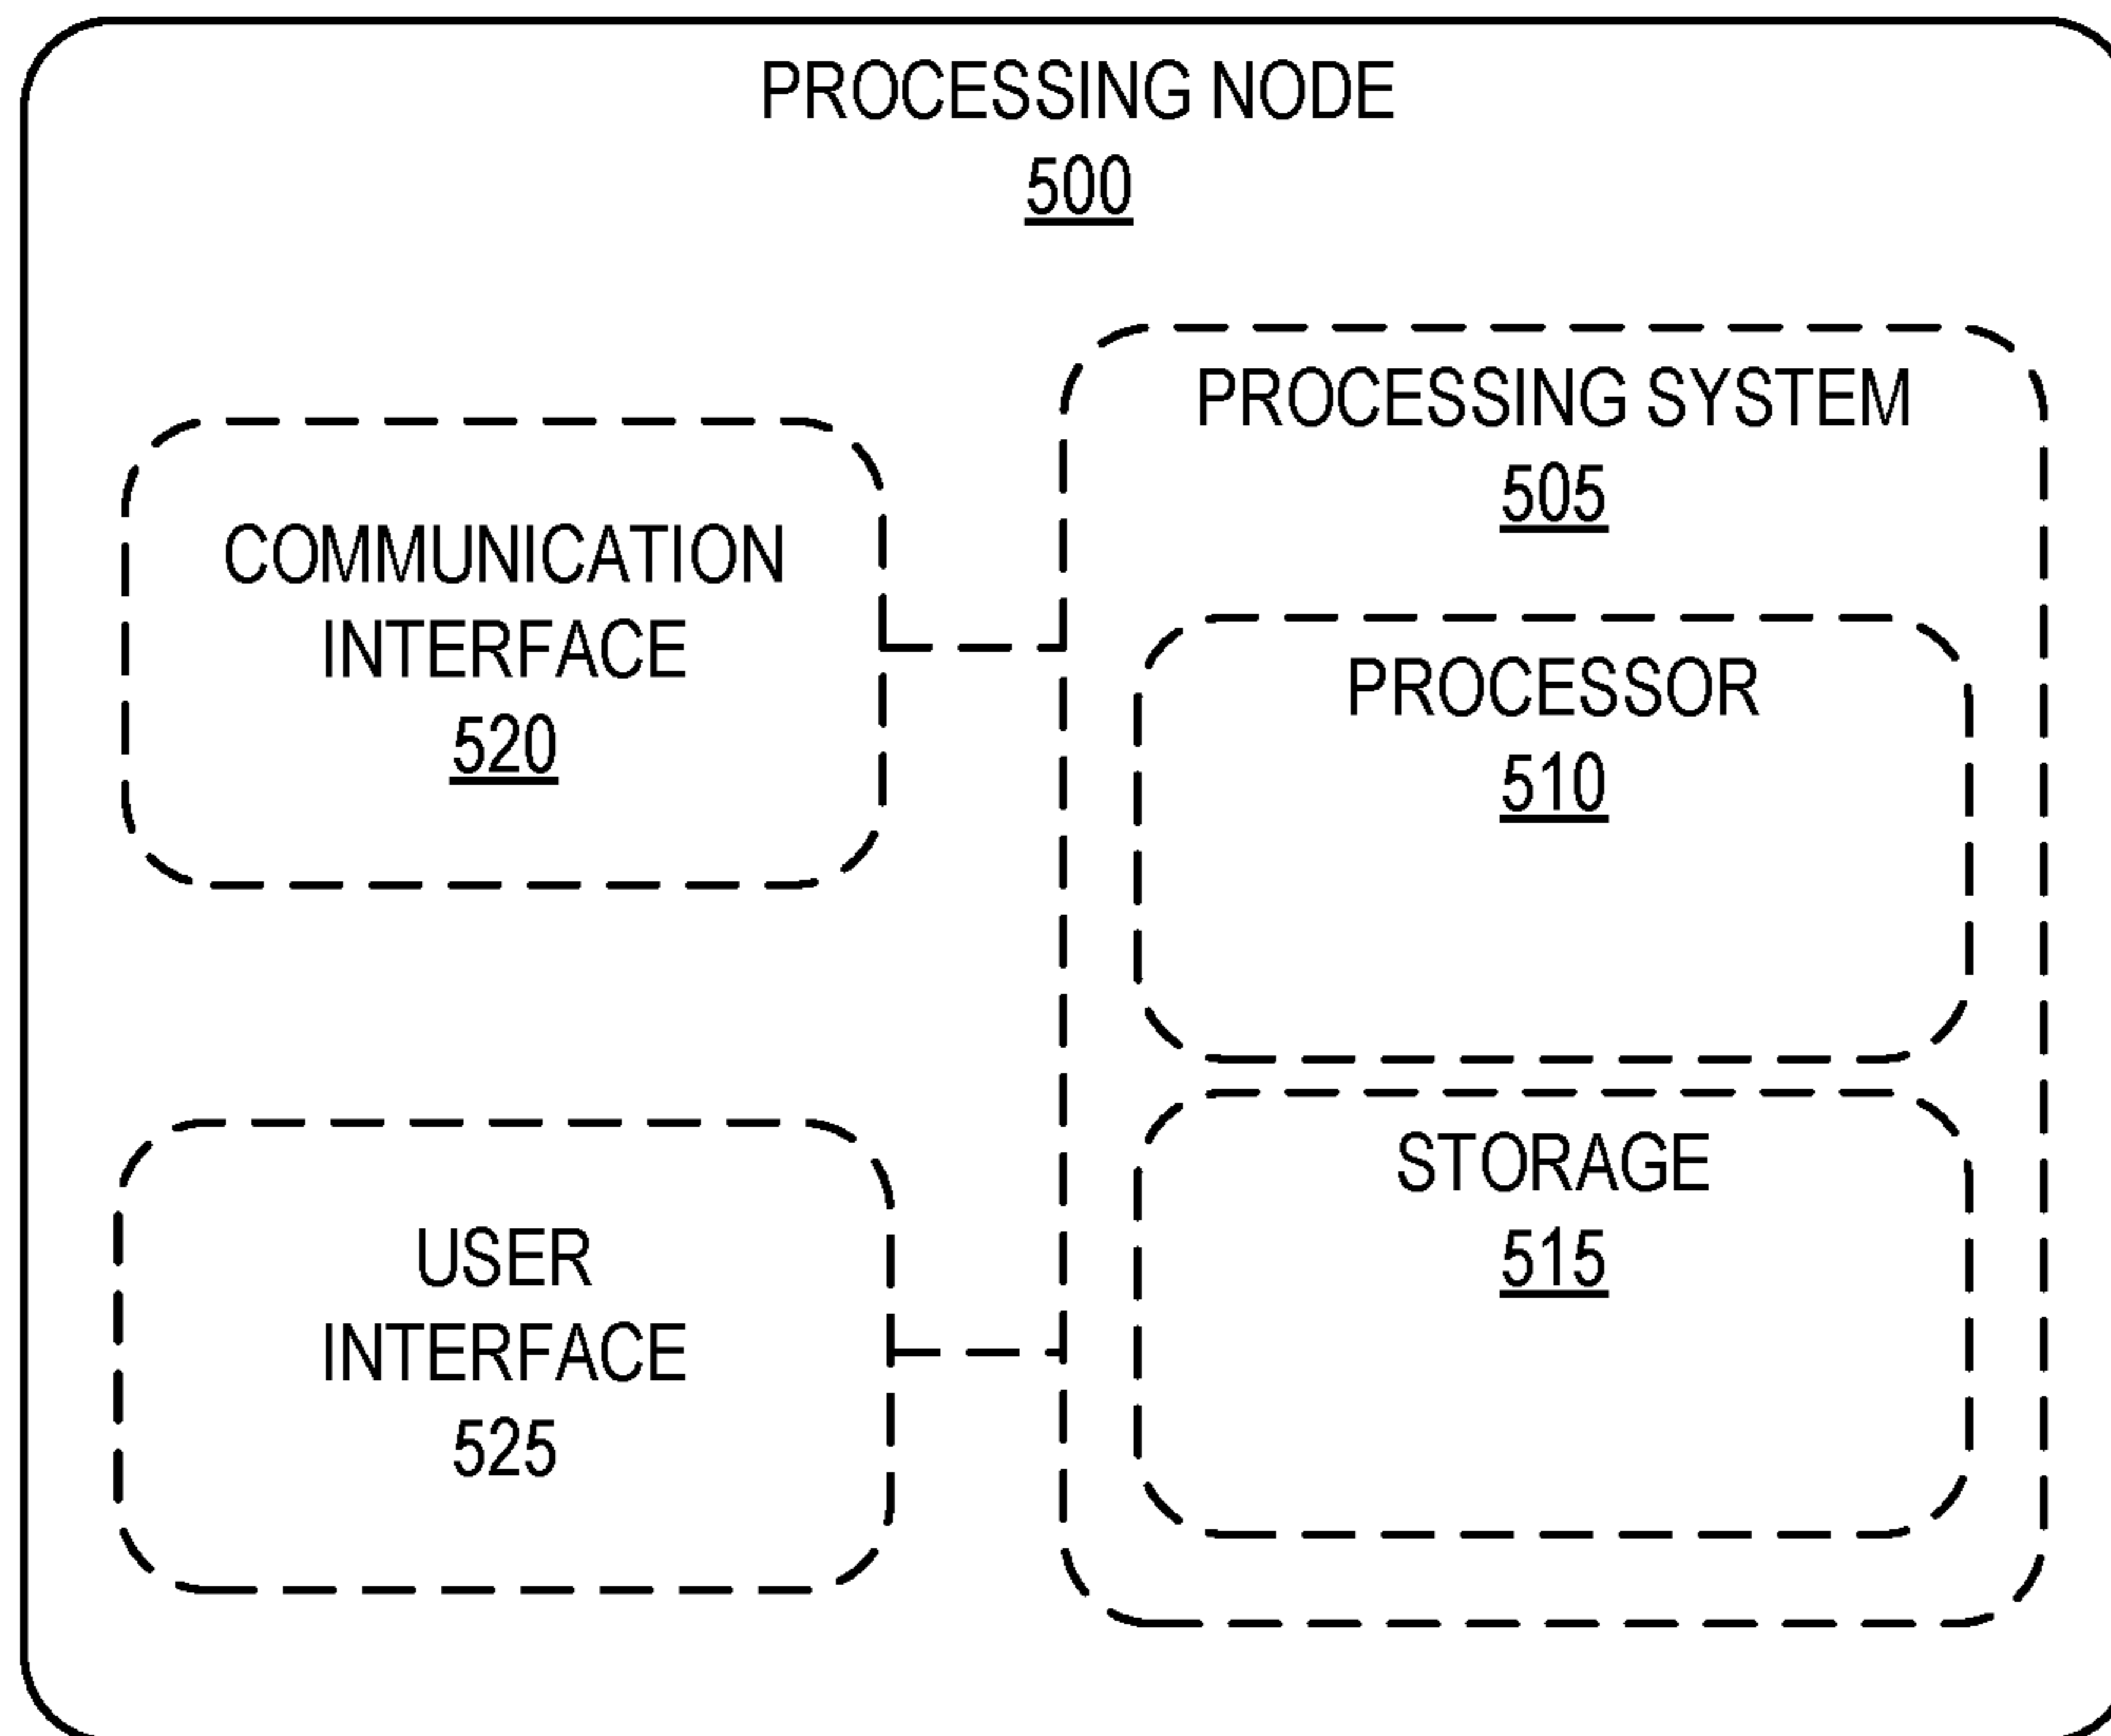 PROCESSING NODE
500
COMMUNICATION
INTERFACE
520
USER
INTERFACE
525
PROCESSING SYSTEM
505
PROCESSOR
510
STORAGE
515